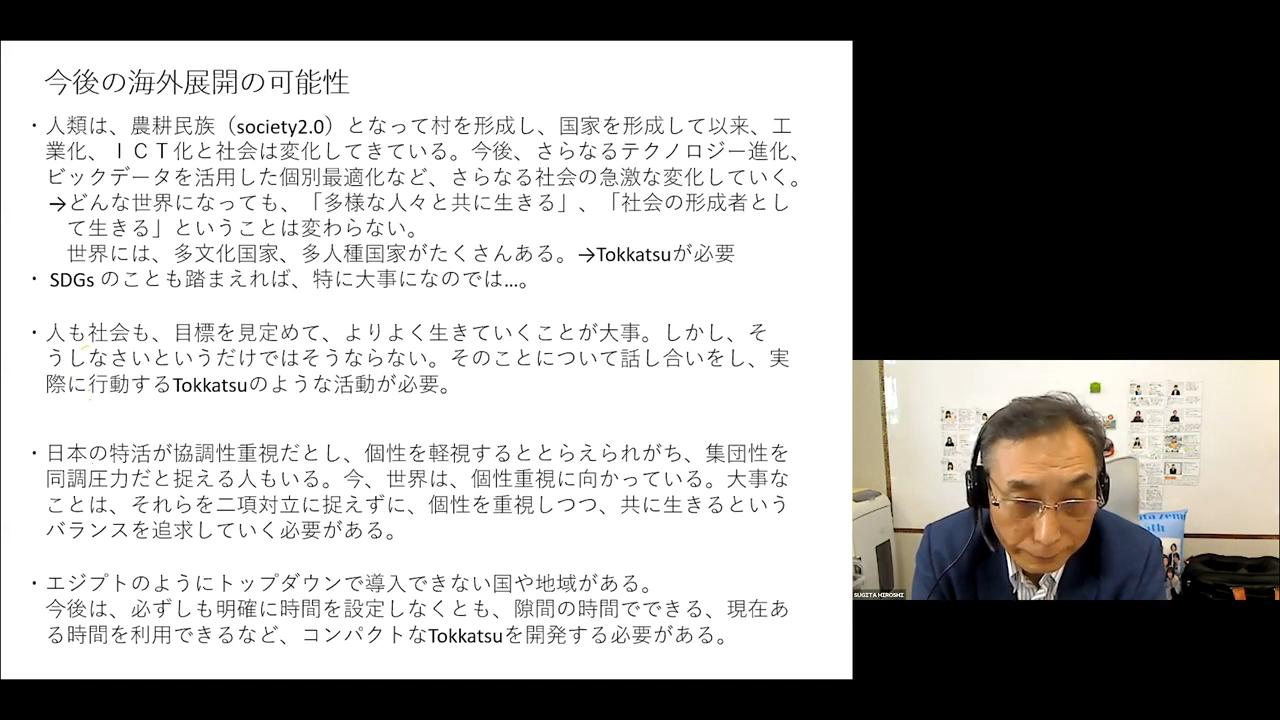 今後の海外展開の可能性
・人類は、農耕民族（society2.0）となって村を形成し、国家を形成して以来、工
業化、ＩＣＴ化と社会は変化してきている。今後、さらなるテクノロジー進化、
ビックデータを活用した個別最適化など、さらなる社会の急激な変化していく。
→どんな世界になっても、「多様な人々と共に生きる」、「社会の形成者とし
て生きる」ということは変わらない。
世界には、多文化国家、多人種国家がたくさんある。→Tokkatsuが必要
・SDGs のことも踏まえれば、特に大事になのでは…。
・人も社会も、目標を見定めて、よりよく生きていくことが大事。しかし、そ
うしなさいというだけではそうならない。そのことについて話し合いをし、実
際に行動するTokkatsuのような活動が必要。
・日本の特活が協調性重視だとし、個性を軽視するととらえられがち、集団性を
同調圧力だと捉える人もいる。今、世界は、個性重視に向かっている。大事な
ことは、それらを二項対立に捉えずに、個性を重視しつつ、共に生きるという
バランスを追求していく必要がある。
・エジプトのようにトップダウンで導入できない国や地域がある。
今後は、必ずしも明確に時間を設定しなくとも、隙間の時間でできる、現在あ
る時間を利用できるなど、コンパクトなTokkatsuを開発する必要がある。
SUGITA HIROSHI